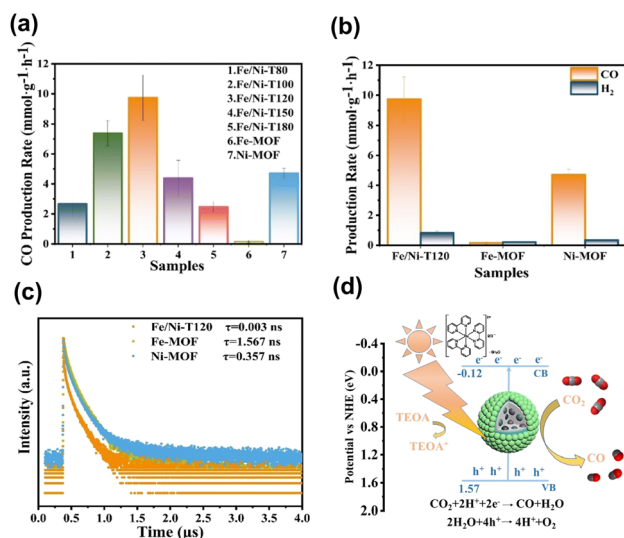 (a)
CO Production Rate (mmol·g⁻¹·h⁻¹)
12
10
8
6
4
2
0
1.Fe/Ni-T80
2.Fe/Ni-T100
3.Fe/Ni-T120
4.Fe/Ni-T150
5.Fe/Ni-T180
6.Fe-MOF
7.Ni-MOF
1 2 3 4 5 6 7
Samples
(b)
Production Rate (mmol·g⁻¹·h⁻¹)
12
10
8
6
4
2
0
CO
H₂
Fe/Ni-T120 Fe-MOF Ni-MOF
Samples
(c)
Intensity (a.u.)
Fe/Ni-T120 τ=0.003 ns
Fe-MOF τ=1.567 ns
Ni-MOF τ=0.357 ns
0.0 0.5 1.0 1.5 2.0 2.5 3.0 3.5 4.0
Time (μs)
(d)
Potential vs NHE (eV)
-0.4
0.0
0.4
0.8
1.2
1.6
2.0
e⁻ e⁻ e⁻ e⁻
-0.12 CB
TEOA
TEOA⁺
CO₂
CO
h⁺ h⁺ h⁺ h⁺
1.57 VB
CO₂+2H⁺+2e⁻→CO+H₂O
2H₂O+4h⁺→4H⁺+O₂